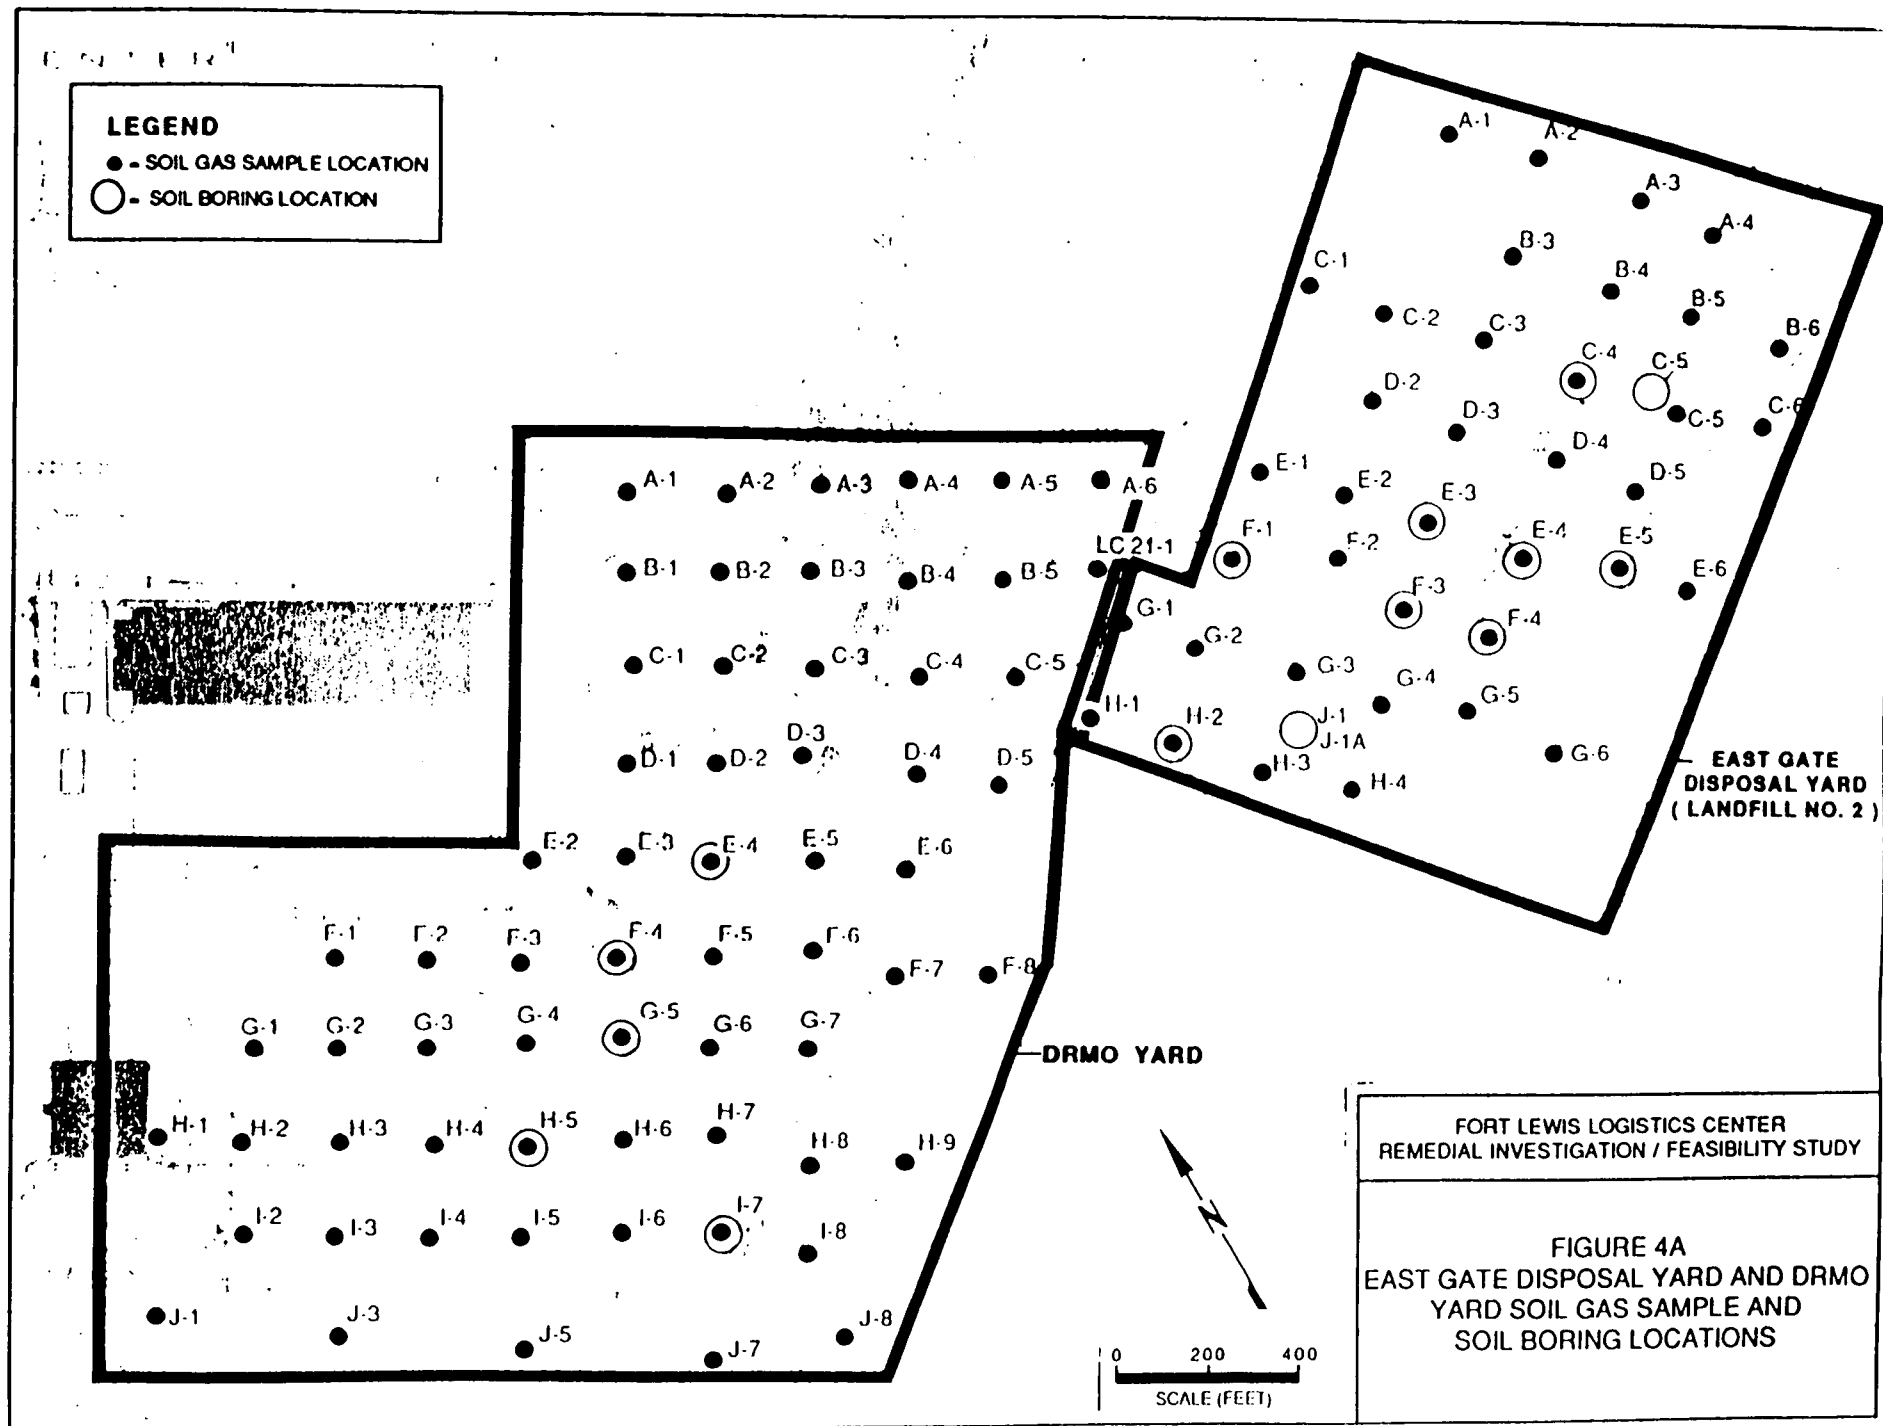 LEGEND
● - SOIL GAS SAMPLE LOCATION
○ - SOIL BORING LOCATION
A-1
A-2
A-3
A-4
B-3
B-4
B-5
B-6
C-1
C-2
C-3
C-4
C-5
C-5
C-6
D-2
D-3
D-4
D-5
E-1
E-2
E-3
E-4
E-5
E-6
F-1
F-2
F-3
F-4
G-1
G-2
G-3
G-4
G-5
G-6
H-1
H-2
J-1
J-1A
H-3
H-4
EAST GATE
DISPOSAL YARD
( LANDFILL NO. 2 )
LC 21-1
A-1 A-2 A-3 A-4 A-5 A-6
B-1 B-2 B-3 B-4 B-5
C-1 C-2 C-3 C-4 C-5
D-1 D-2 D-3 D-4 D-5
E-2 E-3 E-4 E-5 E-6
F-1 F-2 F-3 F-4 F-5 F-6 F-7 F-8
G-1 G-2 G-3 G-4 G-5 G-6 G-7
DRMO YARD
H-1 H-2 H-3 H-4 H-5 H-6 H-7 H-8 H-9
I-2 I-3 I-4 I-5 I-6 I-7 I-8
J-1 J-3 J-5 J-7 J-8
N
0 200 400
SCALE (FEET)
FORT LEWIS LOGISTICS CENTER
REMEDIAL INVESTIGATION / FEASIBILITY STUDY
FIGURE 4A
EAST GATE DISPOSAL YARD AND DRMO
YARD SOIL GAS SAMPLE AND
SOIL BORING LOCATIONS